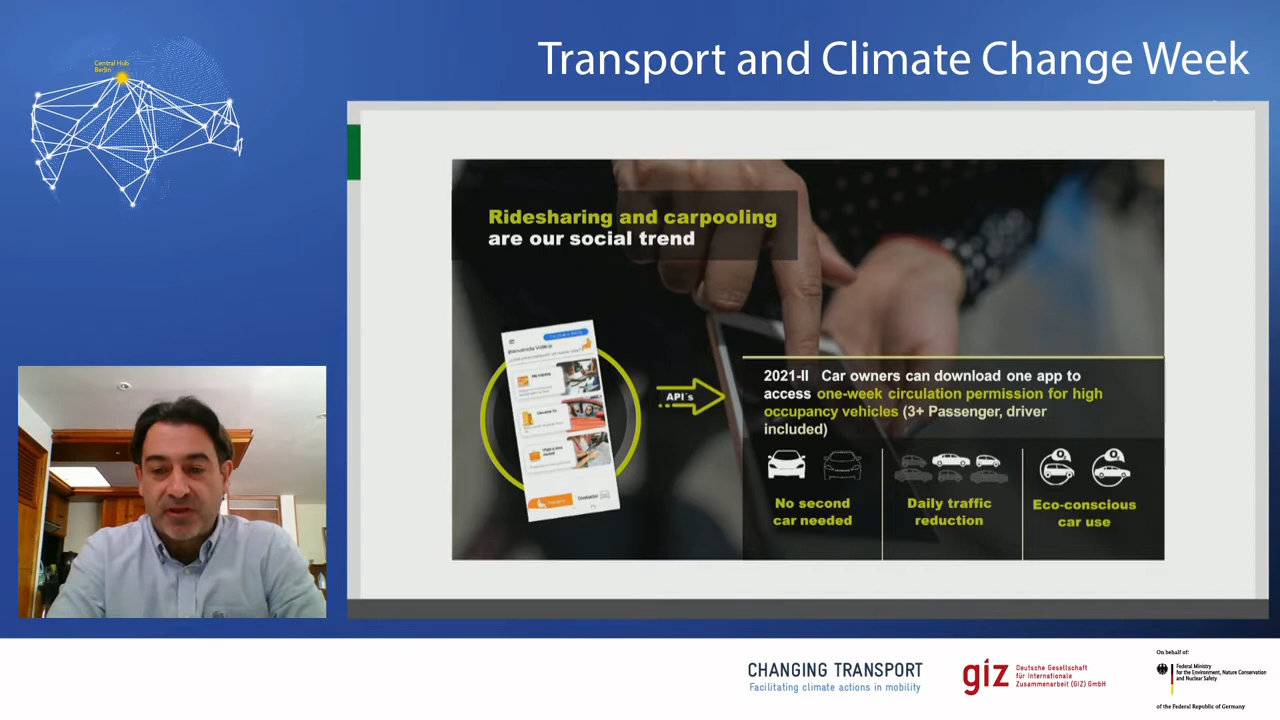 Transport and Climate Change Week
Central Hub
Berlin
Ridesharing and carpooling
are our social trend
API´s
2021-II Car owners can download one app to
access one-week circulation permission for high
occupancy vehicles (3+ Passenger, driver
included)
No second
car needed
Daily traffic
reduction
Eco-conscious
car use
CHANGING TRANSPORT
Facilitating climate actions in mobility
giz
Deutsche Gesellschaft
für Internationale
Zusammenarbeit (GIZ) GmbH
On behalf of:
Federal Ministry
for the Environment, Nature Conservation
and Nuclear Safety
of the Federal Republic of Germany